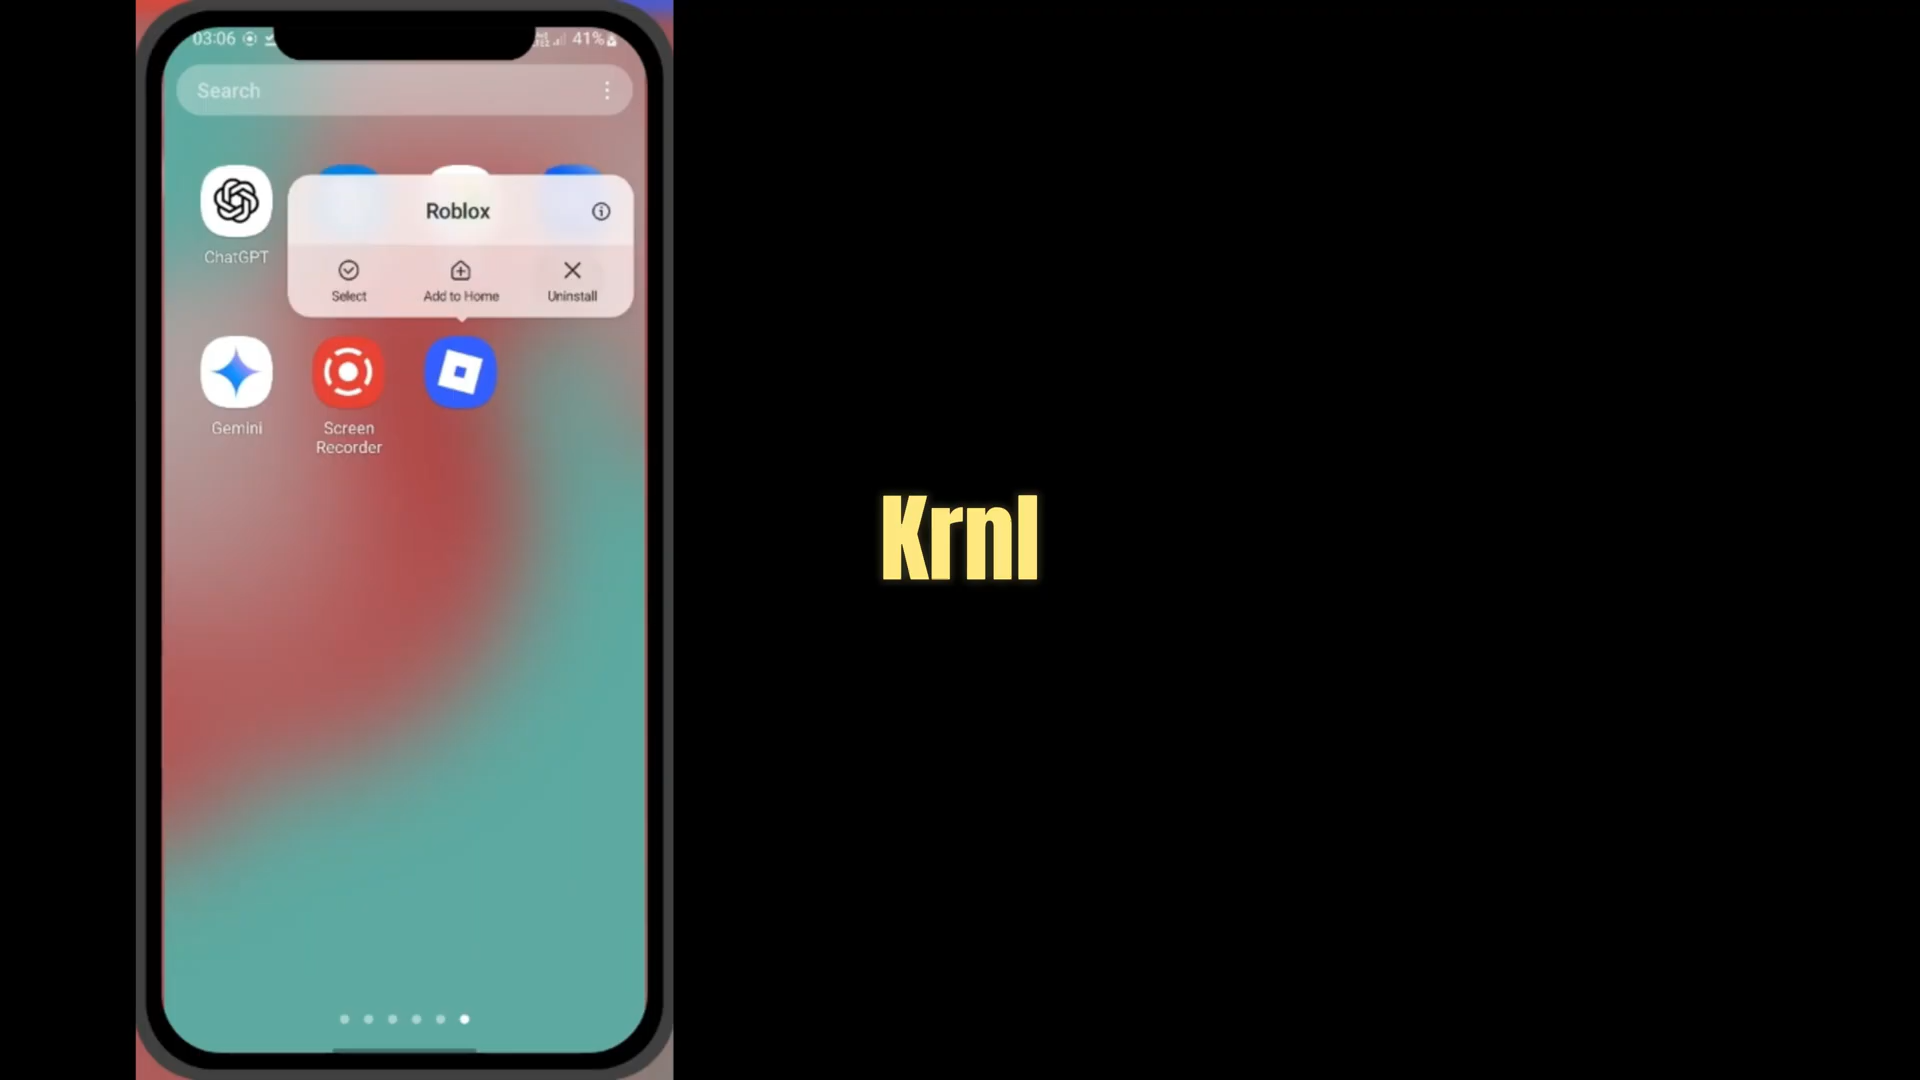 03:06
41%
Search
Roblox
Select
Add to Home
Uninstall
ChatGPT
Gemini
Screen
Recorder
Krnl